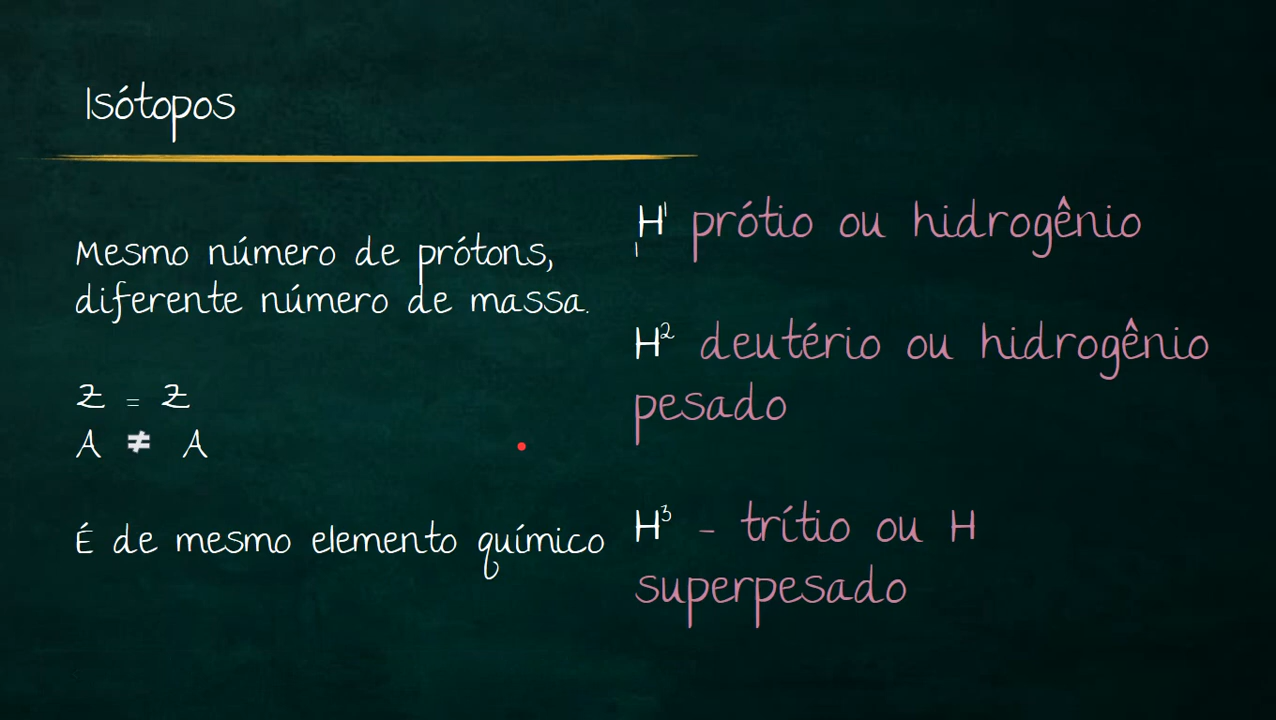 Isótopos
Mesmo número de prótons,
diferente número de massa.
Z = Z
A ≠ A
É de mesmo elemento químico
₁H¹ prótio ou hidrogênio
H² deutério ou hidrogênio
pesado
H³ - trítio ou H
superpesado